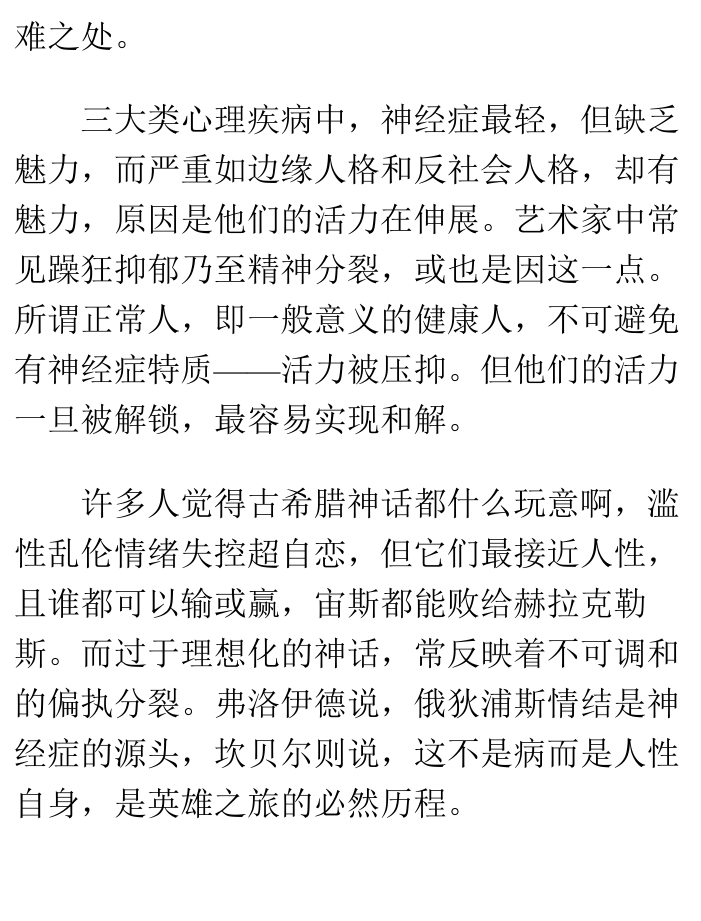 难之处。
三大类心理疾病中，神经症最轻，但缺乏
魅力，而严重如边缘人格和反社会人格，却有
魅力，原因是他们的活力在伸展。艺术家中常
见躁狂抑郁乃至精神分裂，或也是因这一点。
所谓正常人，即一般意义的健康人，不可避免
有神经症特质——活力被压抑。但他们的活力
一旦被解锁，最容易实现和解。
许多人觉得古希腊神话都什么玩意啊，滥
性乱伦情绪失控超自恋，但它们最接近人性，
且谁都可以输或赢，宙斯都能败给赫拉克勒
斯。而过于理想化的神话，常反映着不可调和
的偏执分裂。弗洛伊德说，俄狄浦斯情结是神
经症的源头，坎贝尔则说，这不是病而是人性
自身，是英雄之旅的必然历程。